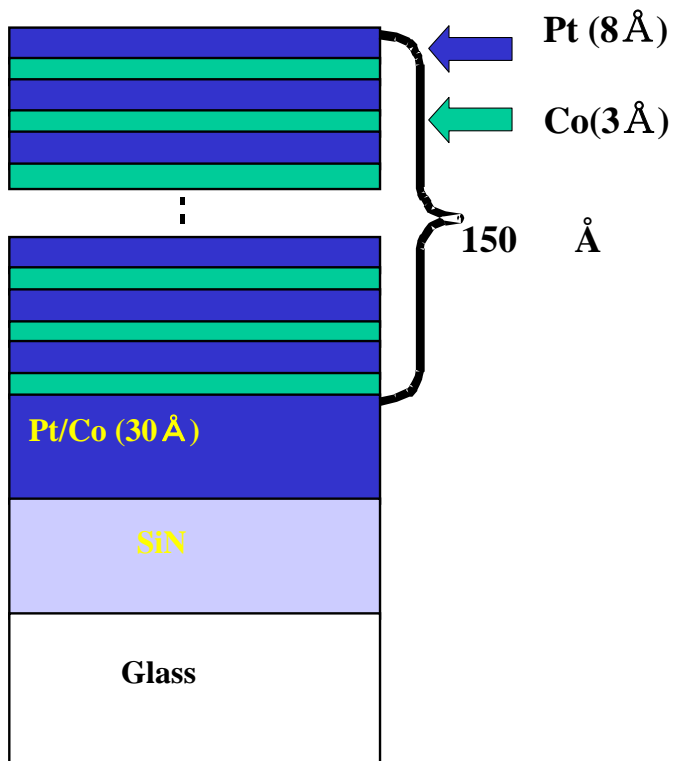 Pt (8Å)
Co(3Å)
150 Å
Pt/Co (30Å)
SiN
Glass